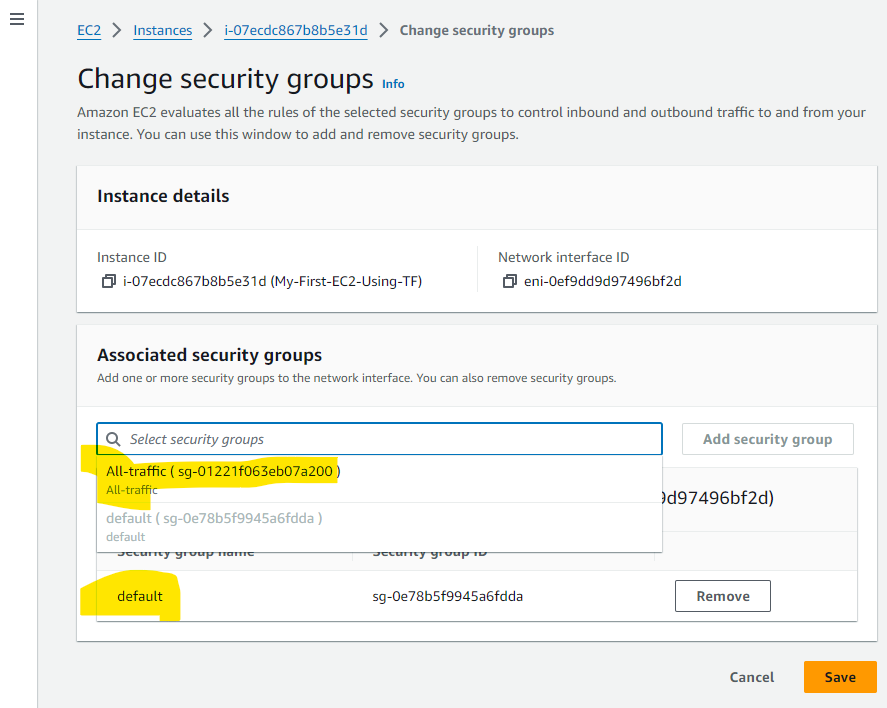 EC2 > Instances > i-07ecdc867b8b5e31d > Change security groups
Change security groups Info
Amazon EC2 evaluates all the rules of the selected security groups to control inbound and outbound traffic to and from your
instance. You can use this window to add and remove security groups.
Instance details
Instance ID
i-07ecdc867b8b5e31d (My-First-EC2-Using-TF)
Network interface ID
eni-0ef9dd9d97496bf2d
Associated security groups
Add one or more security groups to the network interface. You can also remove security groups.
Select security groups
Add security group
All-traffic ( sg-01221f063eb07a200 )
All-traffic
default ( sg-0e78b5f9945a6fdda )
default
9d97496bf2d)
Security group name Security group ID
default sg-0e78b5f9945a6fdda Remove
Cancel Save